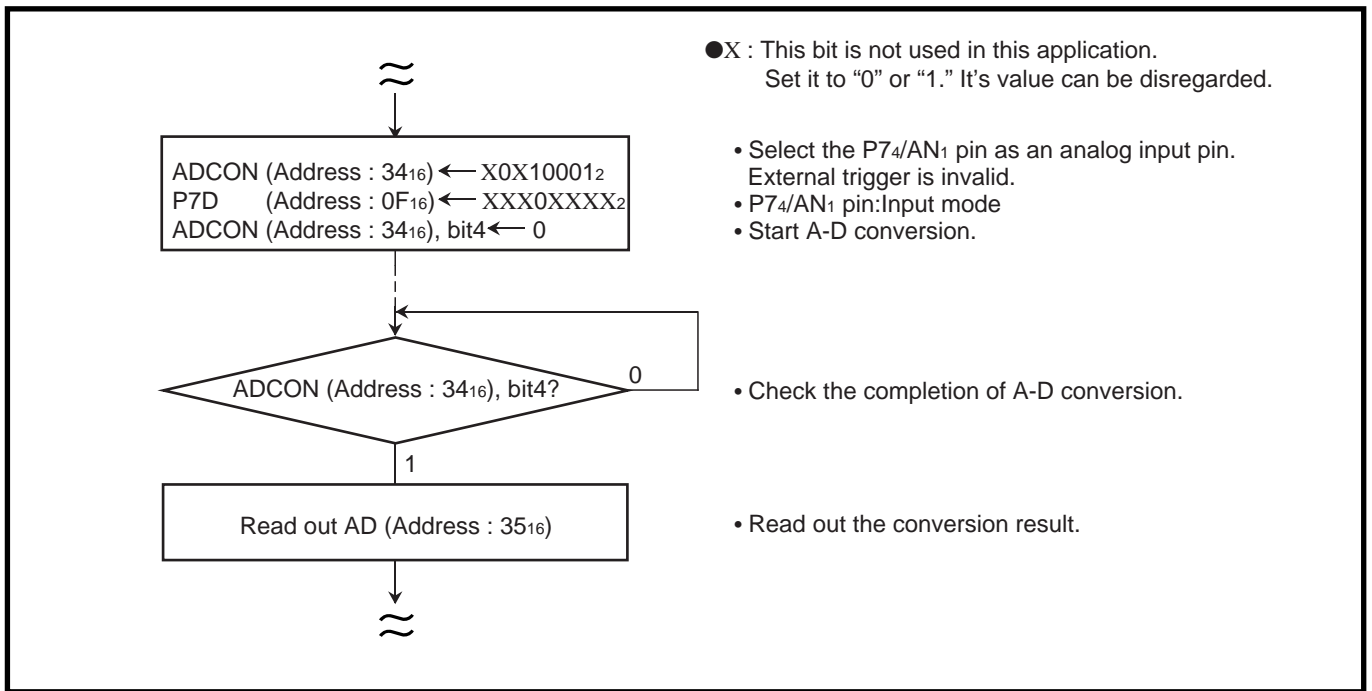 ●X : This bit is not used in this application.
Set it to “0” or “1.” It’s value can be disregarded.
ADCON (Address : 34₁₆) ← X0X10001₂
P7D (Address : 0F₁₆) ← XXX0XXXX₂
ADCON (Address : 34₁₆), bit4 ← 0
• Select the P7₄/AN₁ pin as an analog input pin.
External trigger is invalid.
• P7₄/AN₁ pin:Input mode
• Start A-D conversion.
ADCON (Address : 34₁₆), bit4?
0
• Check the completion of A-D conversion.
1
Read out AD (Address : 35₁₆)
• Read out the conversion result.